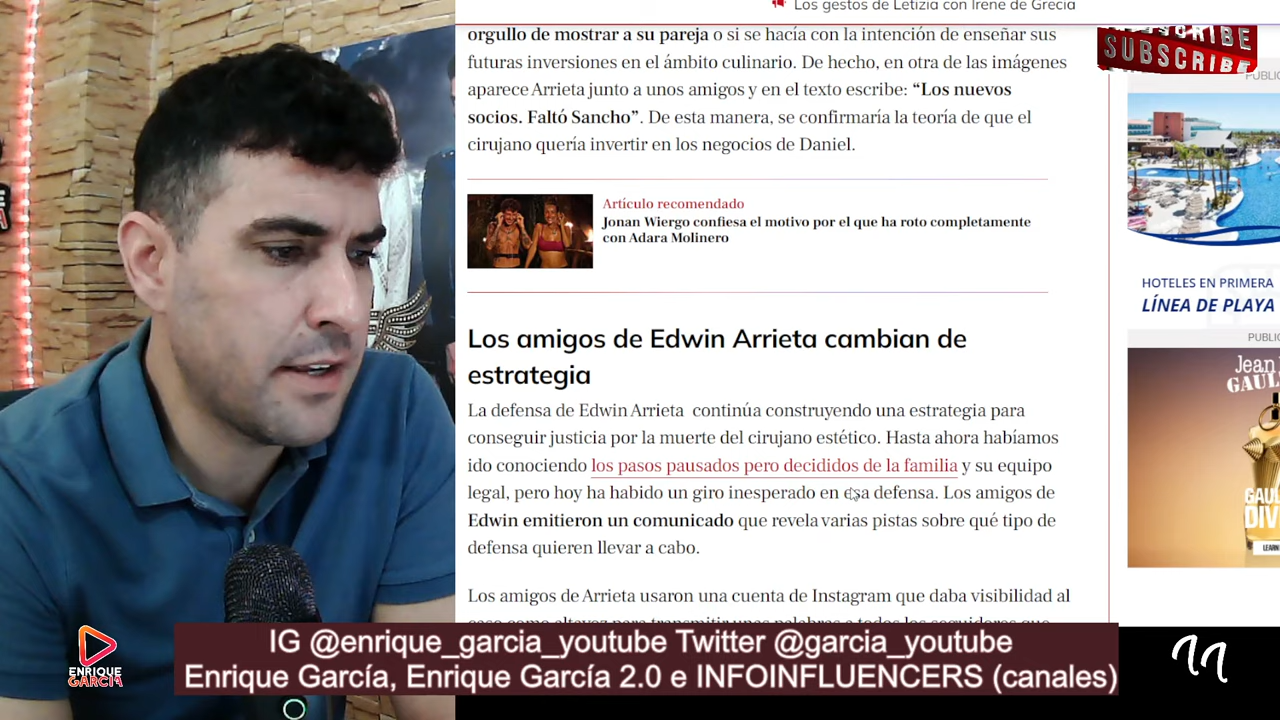 Los gestos de Letizia con Irene de Grecia
orgullo de mostrar a su pareja o si se hacía con la intención de enseñar sus
futuras inversiones en el ámbito culinario. De hecho, en otra de las imágenes
aparece Arrieta junto a unos amigos y en el texto escribe: “Los nuevos
socios. Faltó Sancho”. De esta manera, se confirmaría la teoría de que el
cirujano quería invertir en los negocios de Daniel.
Artículo recomendado
Jonan Wiergo confiesa el motivo por el que ha roto completamente
con Adara Molinero
Los amigos de Edwin Arrieta cambian de
estrategia
La defensa de Edwin Arrieta continúa construyendo una estrategia para
conseguir justicia por la muerte del cirujano estético. Hasta ahora habíamos
ido conociendo los pasos pausados pero decididos de la familia y su equipo
legal, pero hoy ha habido un giro inesperado en esa defensa. Los amigos de
Edwin emitieron un comunicado que revela varias pistas sobre qué tipo de
defensa quieren llevar a cabo.
Los amigos de Arrieta usaron una cuenta de Instagram que daba visibilidad al
SUBSCRIBE
PUBLIC
HOTELES EN PRIMERA
LÍNEA DE PLAYA
PUBLIC
Jean
GAUL
GAUL
DIV
LEARN
IG @enrique_garcia_youtube Twitter @garcia_youtube
Enrique García, Enrique García 2.0 e INFOINFLUENCERS (canales)
ENRIQUE
GARCÍA